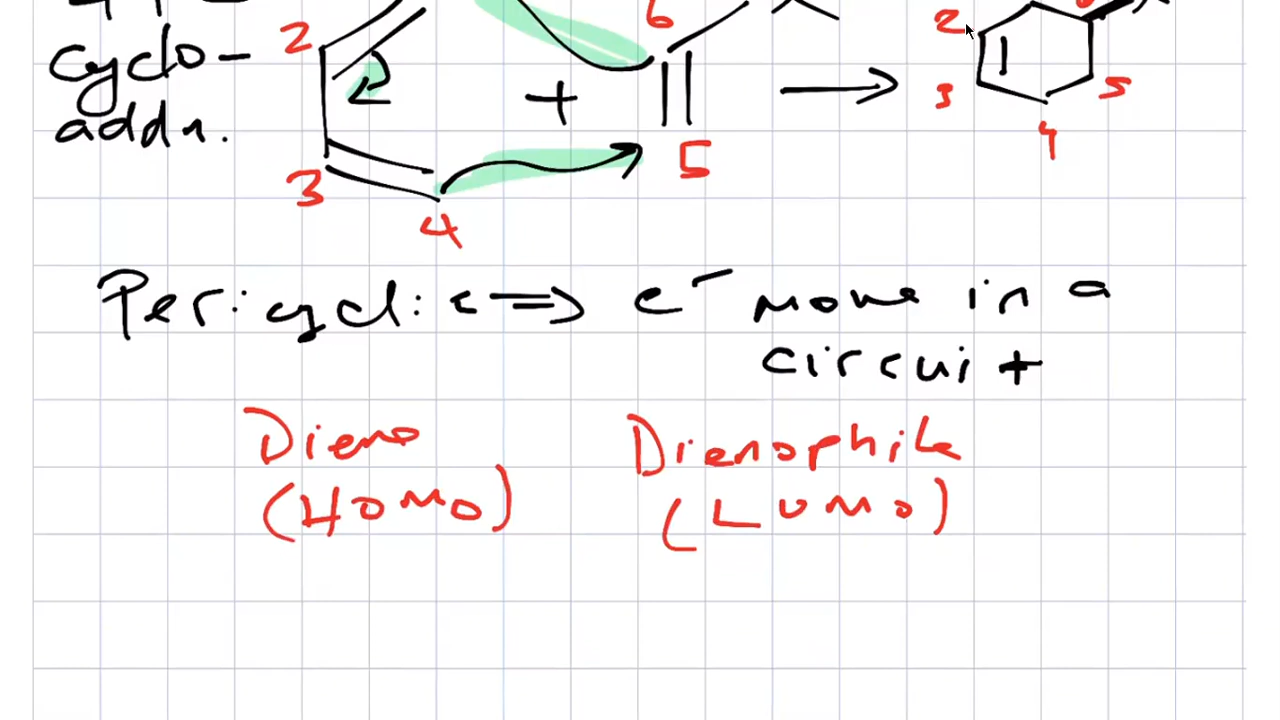 cyclo-
addn.
2
3
4
+
6
5
2
3
4
5
Pericyclic ⟹ e⁻ move in a
circuit
Diene Dienophile
(HOMO) (LUMO)